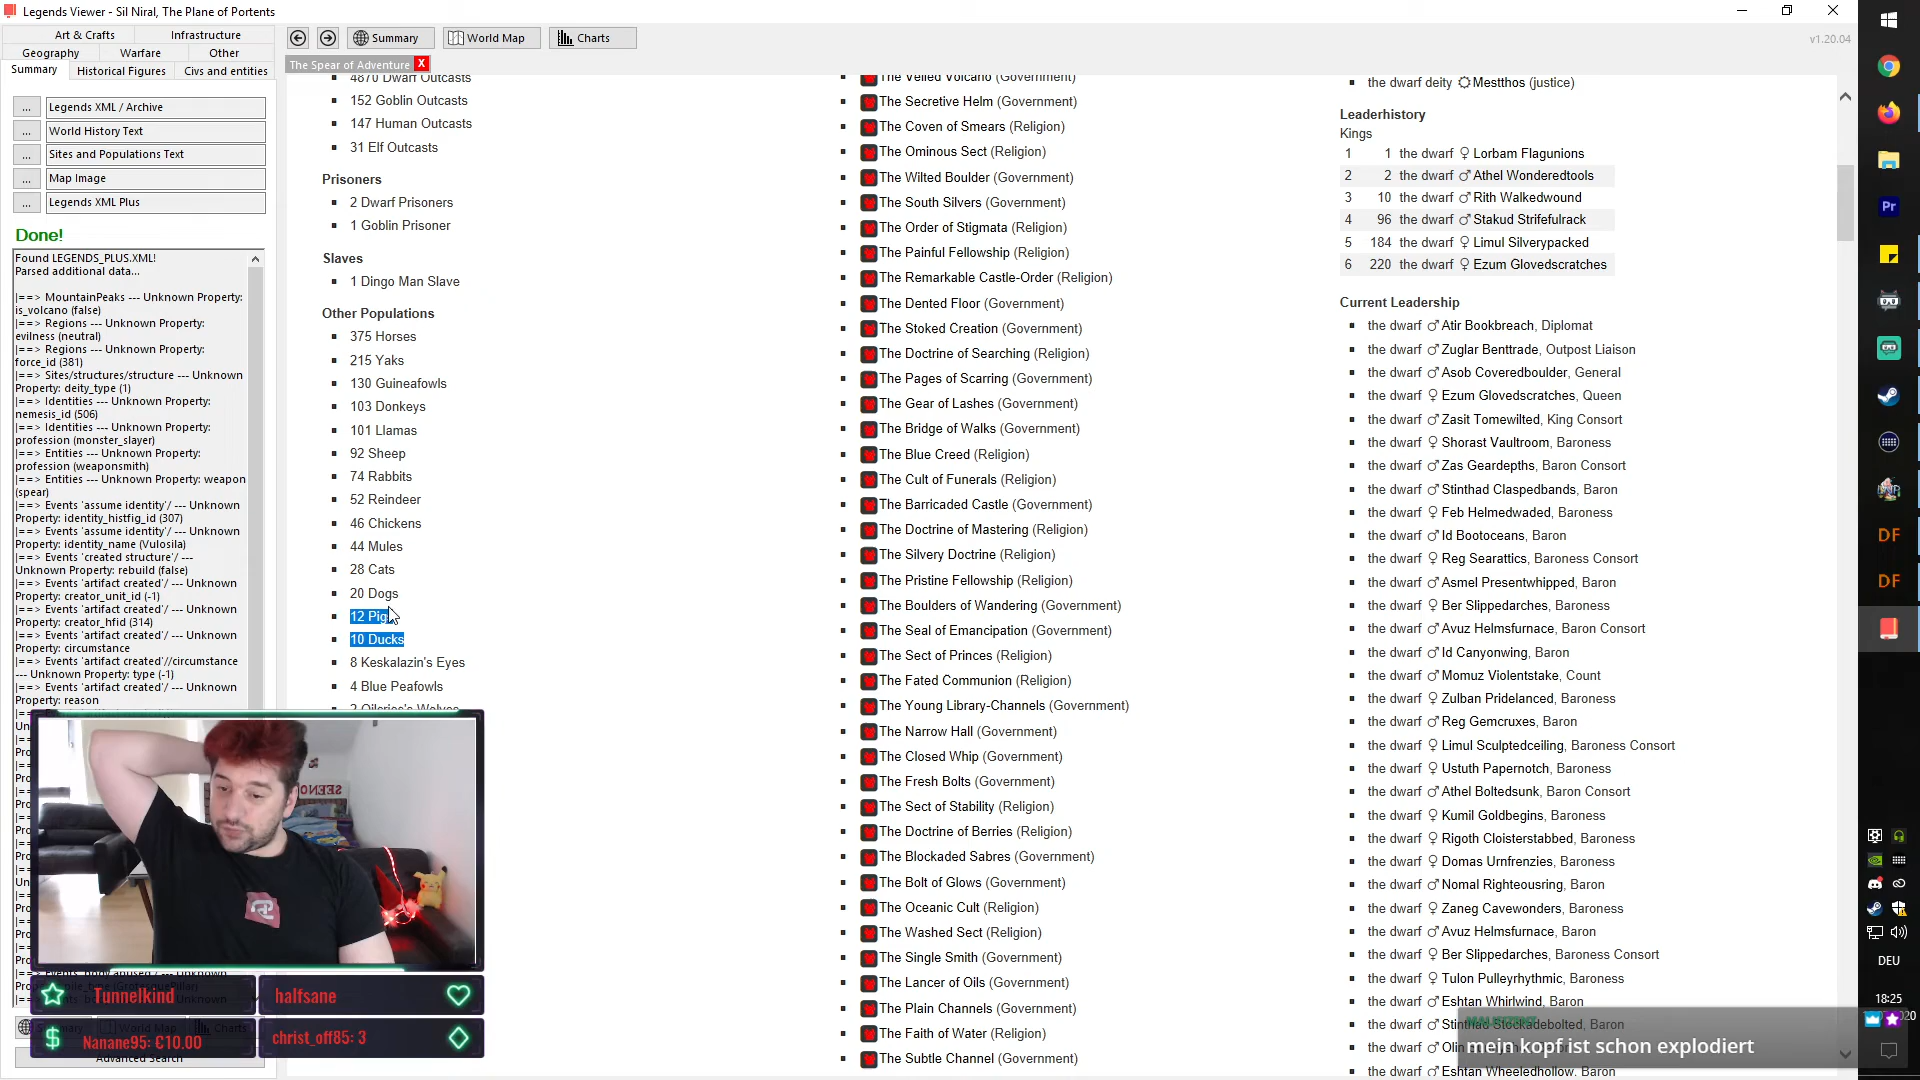 Legends Viewer - Sil Niral, The Plane of Portents
Art & Crafts
Infrastructure
Geography
Warfare
Other
Summary
Historical Figures
Civs and entities
Summary
World Map
Charts
v1.20.04
The Spear of Adventure X
... Legends XML / Archive
... World History Text
... Sites and Populations Text
... Map Image
... Legends XML Plus
Done!
Found LEGENDS_PLUS.XML!
Parsed additional data...
|==> MountainPeaks --- Unknown Property:
is_volcano (false)
|==> Regions --- Unknown Property:
evilness (neutral)
|==> Regions --- Unknown Property:
force_id (381)
|==> Sites/structures/structure --- Unknown
Property: deity_type (1)
|==> Identities --- Unknown Property:
nemesis_id (506)
|==> Identities --- Unknown Property:
profession (monster_slayer)
|==> Entities --- Unknown Property:
profession (weaponsmith)
|==> Entities --- Unknown Property: weapon
(spear)
|==> Events 'assume identity'/ --- Unknown
Property: identity_histfig_id (307)
|==> Events 'assume identity'/ --- Unknown
Property: identity_name (Vulosila)
|==> Events 'created structure'/ ---
Unknown Property: rebuild (false)
|==> Events 'artifact created'/ --- Unknown
Property: creator_unit_id (-1)
|==> Events 'artifact created'/ --- Unknown
Property: creator_hfid (314)
|==> Events 'artifact created'/ --- Unknown
Property: circumstance
|==> Events 'artifact created'//circumstance
--- Unknown Property: type (-1)
|==> Events 'artifact created'/ --- Unknown
Property: reason
4870 Dwarf Outcasts
152 Goblin Outcasts
147 Human Outcasts
31 Elf Outcasts
Prisoners
2 Dwarf Prisoners
1 Goblin Prisoner
Slaves
1 Dingo Man Slave
Other Populations
375 Horses
215 Yaks
130 Guineafowls
103 Donkeys
101 Llamas
92 Sheep
74 Rabbits
52 Reindeer
46 Chickens
44 Mules
28 Cats
20 Dogs
12 Pig
10 Ducks
8 Keskalazin's Eyes
4 Blue Peafowls
The Veiled Volcano (Government)
The Secretive Helm (Government)
The Coven of Smears (Religion)
The Ominous Sect (Religion)
The Wilted Boulder (Government)
The South Silvers (Government)
The Order of Stigmata (Religion)
The Painful Fellowship (Religion)
The Remarkable Castle-Order (Religion)
The Dented Floor (Government)
The Stoked Creation (Government)
The Doctrine of Searching (Religion)
The Pages of Scarring (Government)
The Gear of Lashes (Government)
The Bridge of Walks (Government)
The Blue Creed (Religion)
The Cult of Funerals (Religion)
The Barricaded Castle (Government)
The Doctrine of Mastering (Religion)
The Silvery Doctrine (Religion)
The Pristine Fellowship (Religion)
The Boulders of Wandering (Government)
The Seal of Emancipation (Government)
The Sect of Princes (Religion)
The Fated Communion (Religion)
The Young Library-Channels (Government)
The Narrow Hall (Government)
The Closed Whip (Government)
The Fresh Bolts (Government)
The Sect of Stability (Religion)
The Doctrine of Berries (Religion)
The Blockaded Sabres (Government)
The Bolt of Glows (Government)
The Oceanic Cult (Religion)
The Washed Sect (Religion)
The Single Smith (Government)
The Lancer of Oils (Government)
The Plain Channels (Government)
The Faith of Water (Religion)
The Subtle Channel (Government)
the dwarf deity Mestthos (justice)
Leaderhistory
Kings
1 1 the dwarf ♀ Lorbam Flagunions
2 2 the dwarf ♂ Athel Wonderedtools
3 10 the dwarf ♂ Rith Walkedwound
4 96 the dwarf ♂ Stakud Strifefulrack
5 184 the dwarf ♀ Limul Silverypacked
6 220 the dwarf ♀ Ezum Glovedscratches
Current Leadership
the dwarf ♂ Atir Bookbreach, Diplomat
the dwarf ♂ Zuglar Benttrade, Outpost Liaison
the dwarf ♂ Asob Coveredboulder, General
the dwarf ♀ Ezum Glovedscratches, Queen
the dwarf ♂ Zasit Tomewilted, King Consort
the dwarf ♀ Shorast Vaultroom, Baroness
the dwarf ♂ Zas Geardepths, Baron Consort
the dwarf ♂ Stinthad Claspedbands, Baron
the dwarf ♀ Feb Helmedwaded, Baroness
the dwarf ♂ Id Bootoceans, Baron
the dwarf ♀ Reg Searattics, Baroness Consort
the dwarf ♂ Asmel Presentwhipped, Baron
the dwarf ♀ Ber Slippedarches, Baroness
the dwarf ♂ Avuz Helmsfurnace, Baron Consort
the dwarf ♂ Id Canyonwing, Baron
the dwarf ♂ Momuz Violentstake, Count
the dwarf ♀ Zulban Pridelanced, Baroness
the dwarf ♂ Reg Gemcruxes, Baron
the dwarf ♀ Limul Sculptedceiling, Baroness Consort
the dwarf ♀ Ustuth Papernotch, Baroness
the dwarf ♂ Athel Boltedsunk, Baron Consort
the dwarf ♀ Kumil Goldbegins, Baroness
the dwarf ♀ Rigoth Cloisterstabbed, Baroness
the dwarf ♀ Domas Urnfrenzies, Baroness
the dwarf ♂ Nomal Righteousring, Baron
the dwarf ♀ Zaneg Cavewonders, Baroness
the dwarf ♂ Avuz Helmsfurnace, Baron
the dwarf ♀ Ber Slippedarches, Baroness Consort
the dwarf ♀ Tulon Pulleyrhythmic, Baroness
the dwarf ♂ Eshtan Whirlwind, Baron
the dwarf ♂ Stinthad Stockadebolted, Baron
the dwarf ♂ Eshtan Wheeledhollow, Baron
mein kopf ist schon explodiert
Tunnelkind
halfsane
Nanane95: €10.00
christ_off85: 3
World Map
Charts
Advanced Search
Pr
DF
DF
DEU
18:25